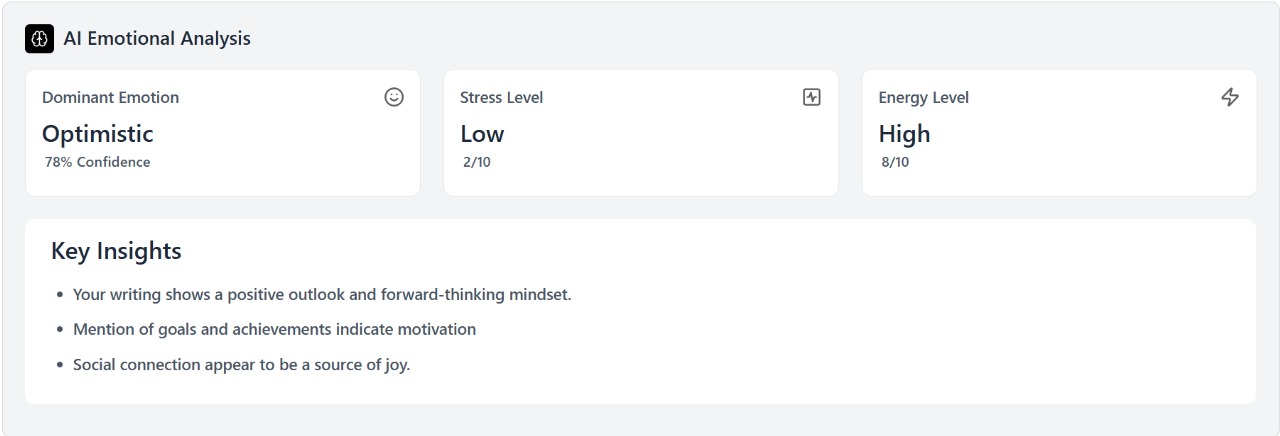 AI Emotional Analysis
Dominant Emotion
Optimistic
78% Confidence
Stress Level
Low
2/10
Energy Level
High
8/10
Key Insights
• Your writing shows a positive outlook and forward-thinking mindset.
• Mention of goals and achievements indicate motivation
• Social connection appear to be a source of joy.